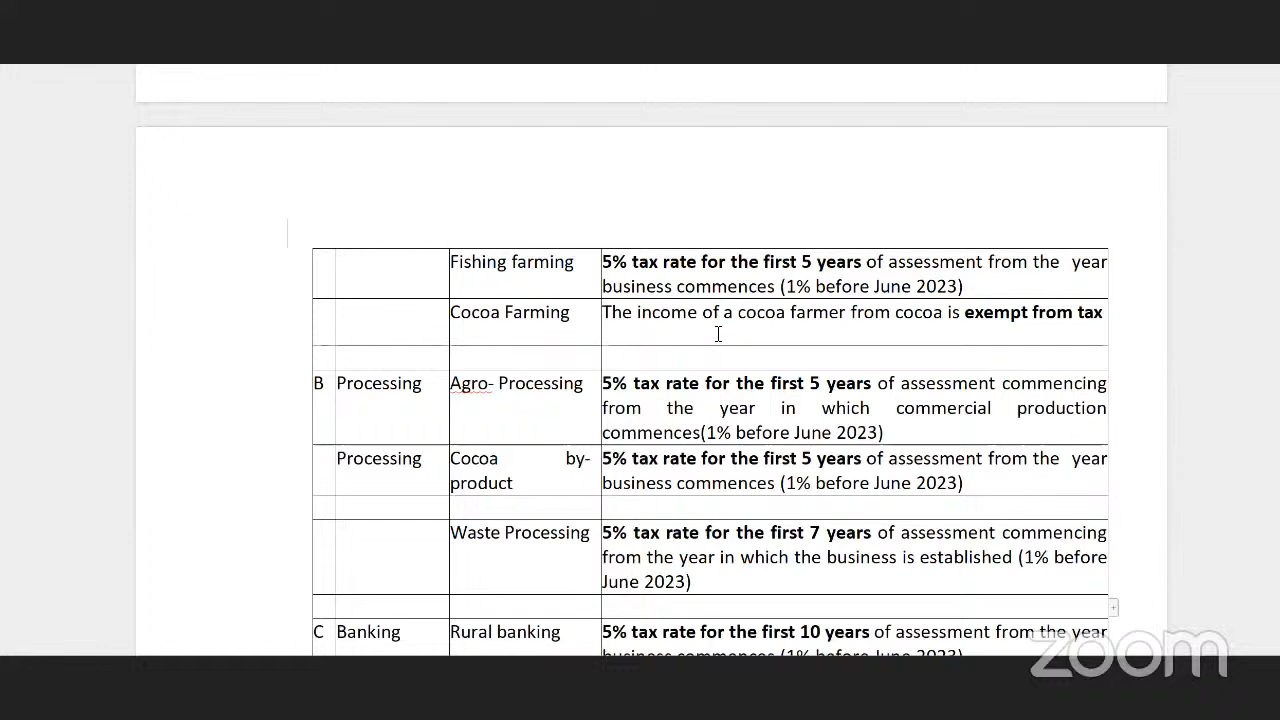 Fishing farming 5% tax rate for the first 5 years of assessment from the year
business commences (1% before June 2023)
Cocoa Farming The income of a cocoa farmer from cocoa is exempt from tax
B Processing Agro- Processing 5% tax rate for the first 5 years of assessment commencing
from the year in which commercial production
commences(1% before June 2023)
Processing Cocoa by- 5% tax rate for the first 5 years of assessment from the year
product business commences (1% before June 2023)
Waste Processing 5% tax rate for the first 7 years of assessment commencing
from the year in which the business is established (1% before
June 2023)
C Banking Rural banking 5% tax rate for the first 10 years of assessment from the year
business commences (1% before June 2023)
zoom